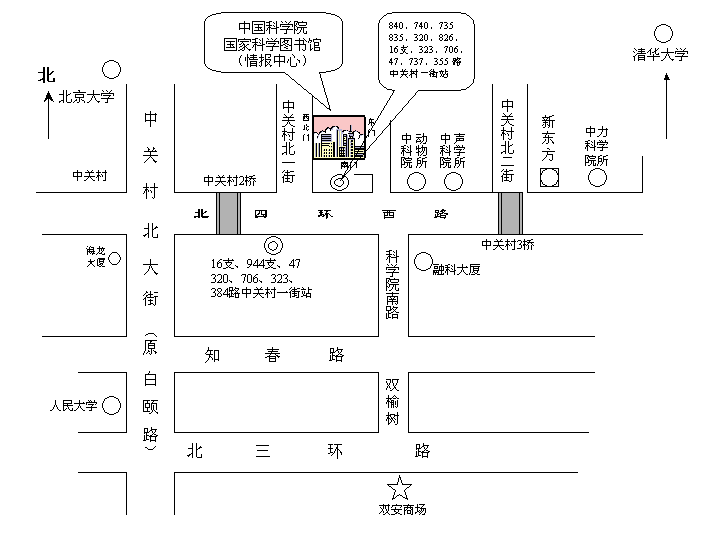 中国科学院
国家科学图书馆
（情报中心）
840．740．735
835．320．826．
16支．323．706．
47．737．355 路
中关村一街站
清华大学
北
北京大学
中关村北大街（原白颐路）
中关村北一街
西北门
东门
南门
中科院动物所
中科院声学所
中关村北二街
新东方
中科院力学所
中关村
中关村2桥
北四环西路
中关村3桥
海龙
大厦
16支、944支、47
320、706、323、
384路中关村一街站
科学院南路
融科大厦
知春路
双榆树
人民大学
北三环路
双安商场